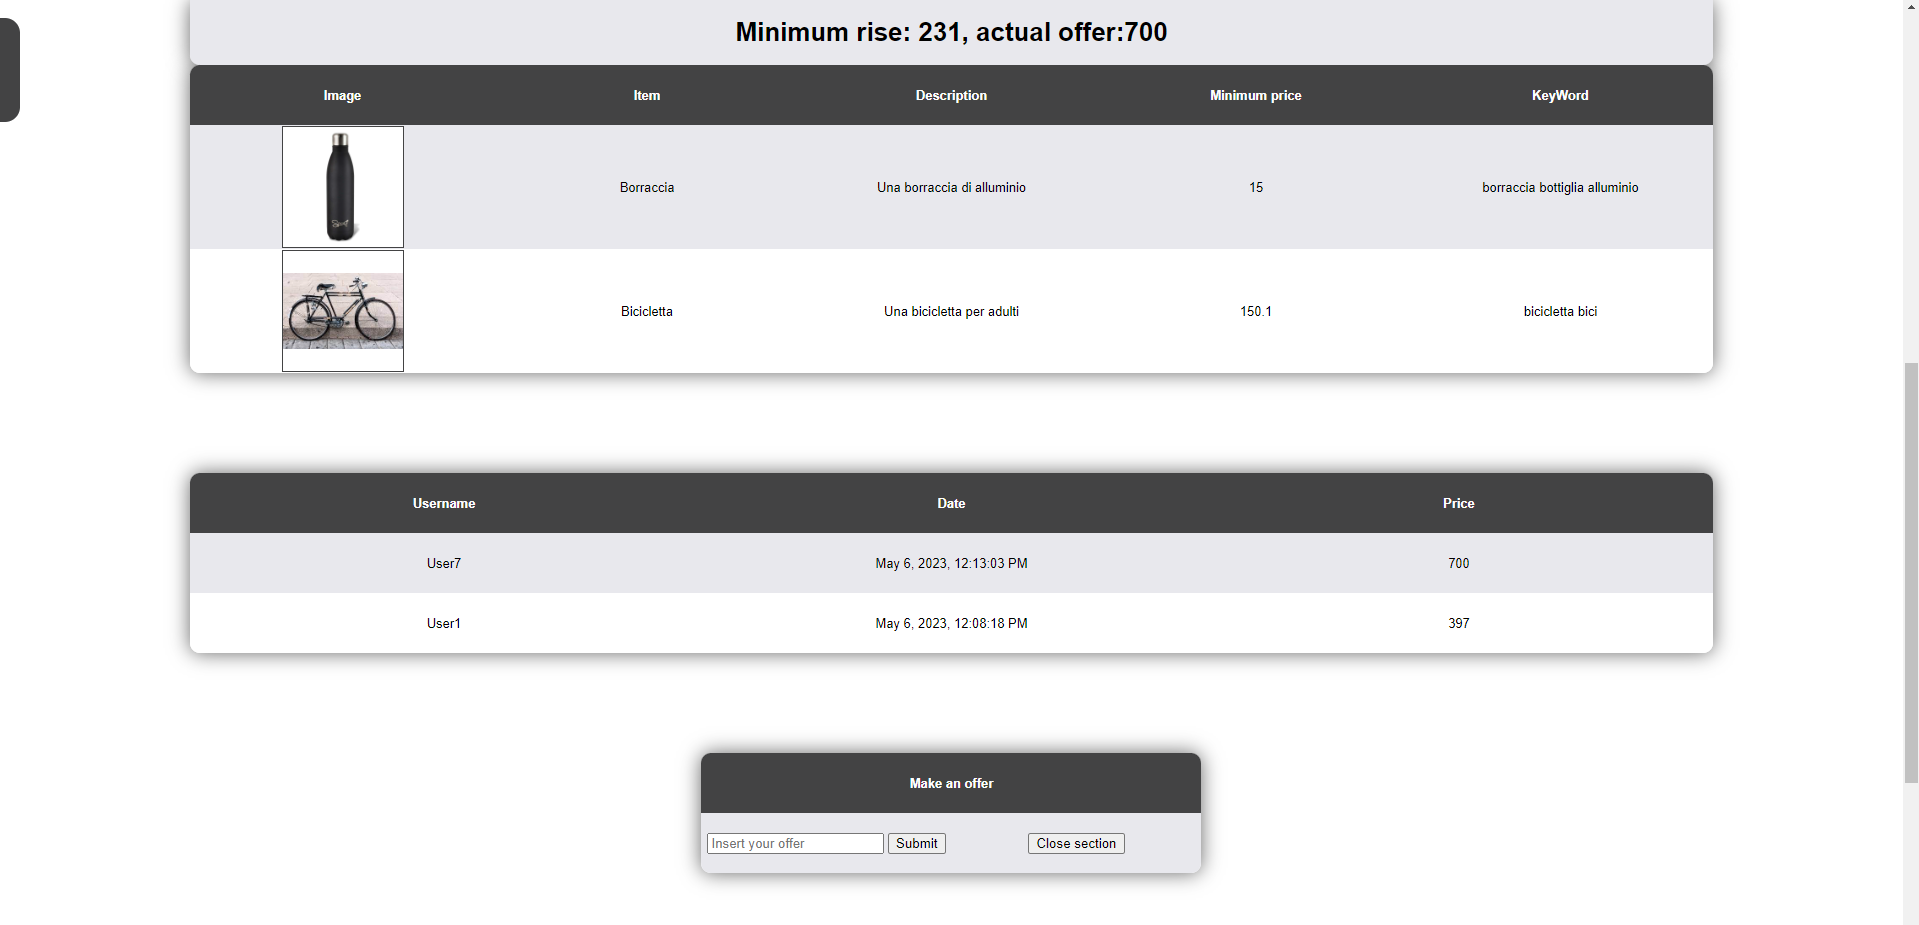 Minimum rise: 231, actual offer:700
Image Item Description Minimum price KeyWord
Borraccia Una borraccia di alluminio 15 borraccia bottiglia alluminio
Bicicletta Una bicicletta per adulti 150.1 bicicletta bici
Username Date Price
User7 May 6, 2023, 12:13:03 PM 700
User1 May 6, 2023, 12:08:18 PM 397
Make an offer
Insert your offer Submit Close section